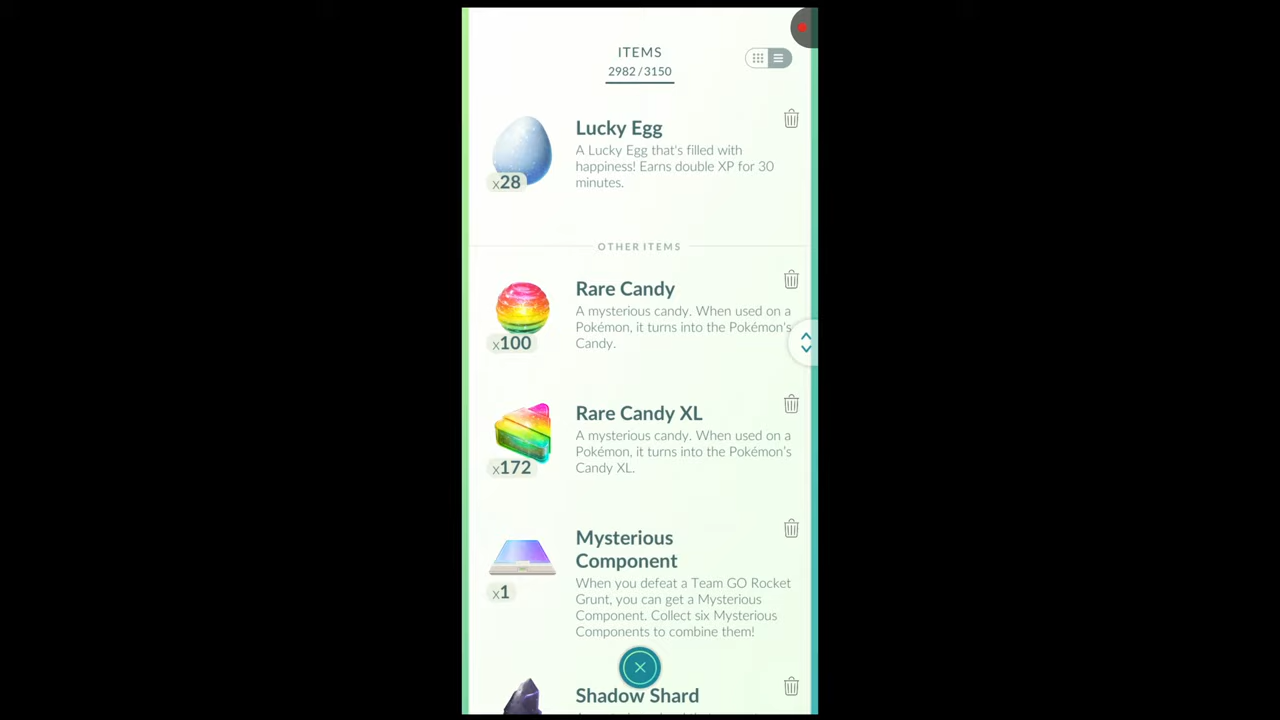 ITEMS
2982/3150
Lucky Egg
A Lucky Egg that's filled with
happiness! Earns double XP for 30
minutes.
x28
OTHER ITEMS
Rare Candy
A mysterious candy. When used on a
Pokémon, it turns into the Pokémon's
Candy.
x100
Rare Candy XL
A mysterious candy. When used on a
Pokémon, it turns into the Pokémon's
Candy XL.
x172
Mysterious
Component
When you defeat a Team GO Rocket
Grunt, you can get a Mysterious
Component. Collect six Mysterious
Components to combine them!
x1
Shadow Shard